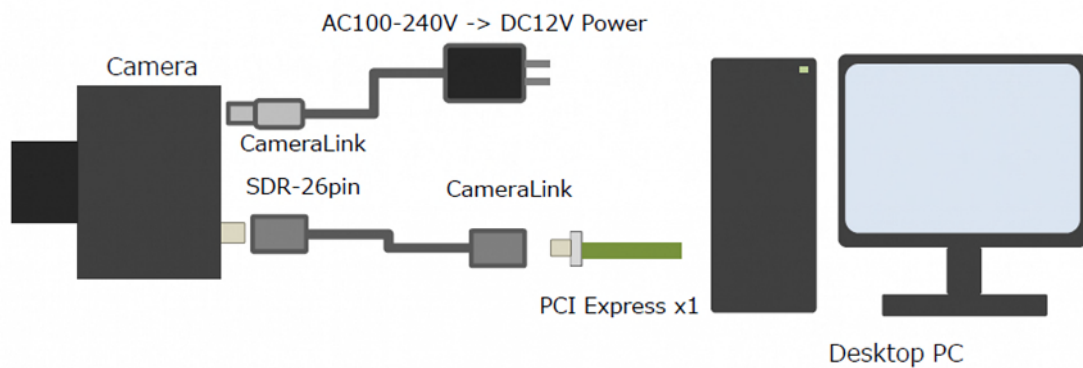 AC100-240V -> DC12V Power
Camera
CameraLink
SDR-26pin
CameraLink
PCI Express x1
Desktop PC